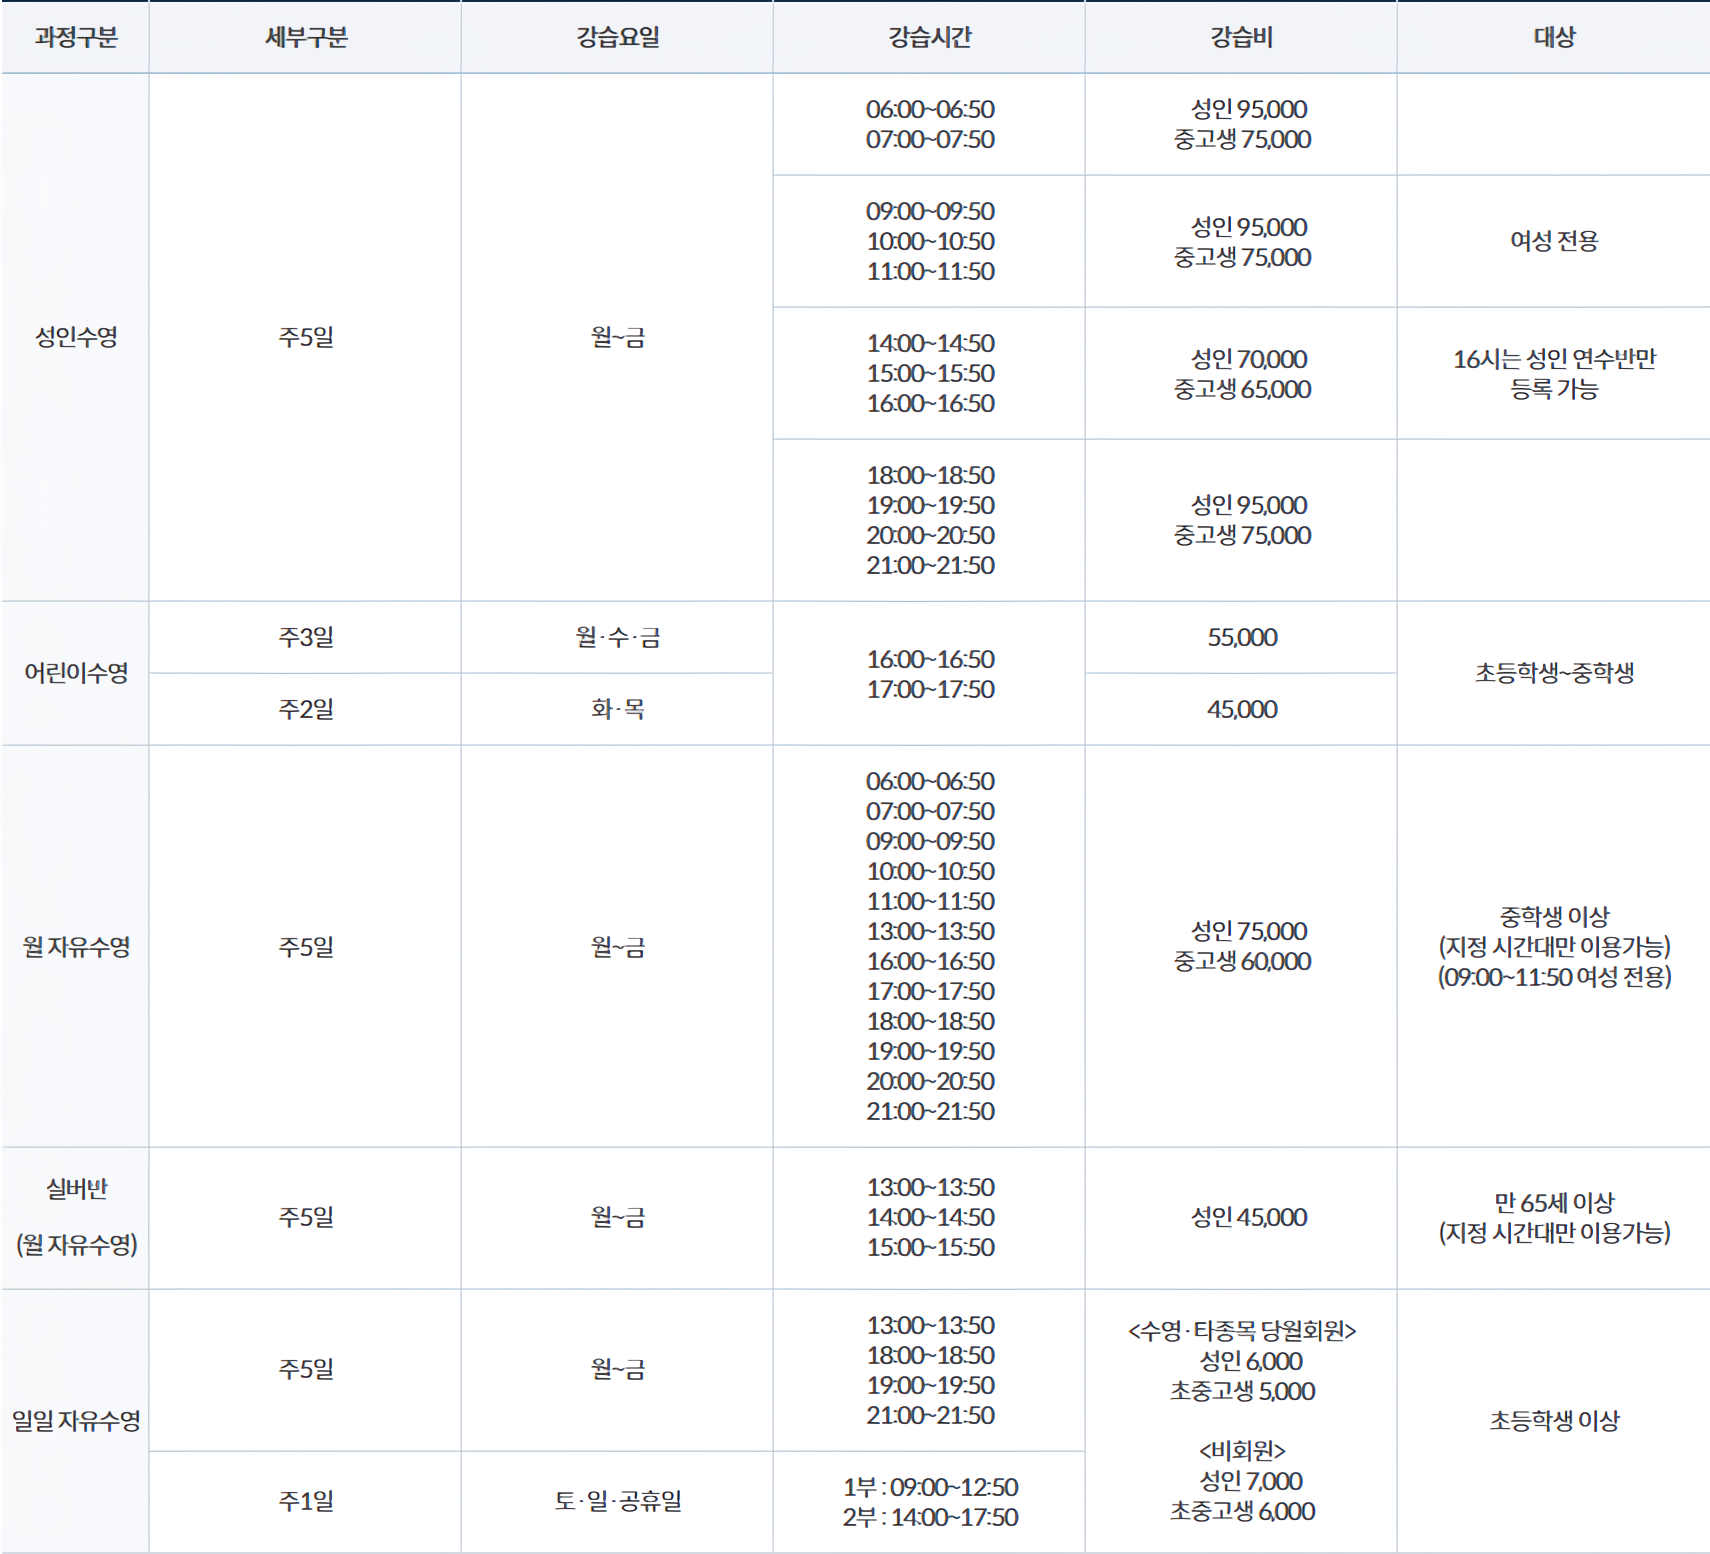 과정구분 세부구분 강습요일 강습시간 강습비 대상
성인수영
주5일
월~금
06:00~06:50
07:00~07:50
성인 95,000
중고생 75,000
09:00~09:50
10:00~10:50
11:00~11:50
성인 95,000
중고생 75,000
여성 전용
14:00~14:50
15:00~15:50
16:00~16:50
성인 70,000
중고생 65,000
16시는 성인 연수반만
등록 가능
18:00~18:50
19:00~19:50
20:00~20:50
21:00~21:50
성인 95,000
중고생 75,000
어린이수영
주3일
월·수·금
16:00~16:50
17:00~17:50
55,000
초등학생~중학생
주2일
화·목
45,000
월 자유수영
주5일
월~금
06:00~06:50
07:00~07:50
09:00~09:50
10:00~10:50
11:00~11:50
13:00~13:50
16:00~16:50
17:00~17:50
18:00~18:50
19:00~19:50
20:00~20:50
21:00~21:50
성인 75,000
중고생 60,000
중학생 이상
(지정 시간대만 이용가능)
(09:00~11:50 여성 전용)
실버반
(월 자유수영)
주5일
월~금
13:00~13:50
14:00~14:50
15:00~15:50
성인 45,000
만 65세 이상
(지정 시간대만 이용가능)
일일 자유수영
주5일
월~금
13:00~13:50
18:00~18:50
19:00~19:50
21:00~21:50
<수영·타종목 당월회원>
성인 6,000
초중고생 5,000
<비회원>
성인 7,000
초중고생 6,000
초등학생 이상
주1일
토·일·공휴일
1부 : 09:00~12:50
2부 : 14:00~17:50